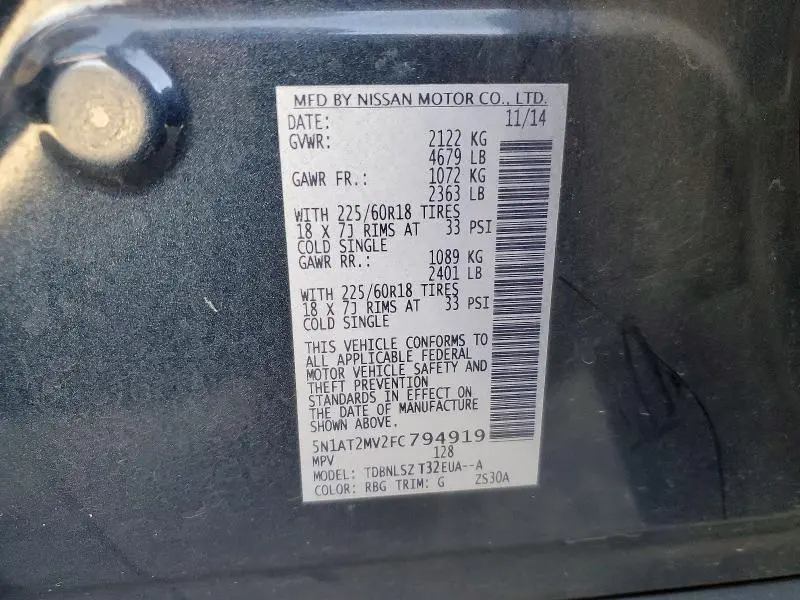 MFD BY NISSAN MOTOR CO., LTD.
DATE: 11/14
GVWR: 2122 KG
4679 LB
GAWR FR.: 1072 KG
2363 LB
WITH 225/60R18 TIRES
18 X 7J RIMS AT 33 PSI
COLD SINGLE
GAWR RR.: 1089 KG
2401 LB
WITH 225/60R18 TIRES
18 X 7J RIMS AT 33 PSI
COLD SINGLE
THIS VEHICLE CONFORMS TO
ALL APPLICABLE FEDERAL
MOTOR VEHICLE SAFETY AND
THEFT PREVENTION
STANDARDS IN EFFECT ON
THE DATE OF MANUFACTURE
SHOWN ABOVE.
5N1AT2MV2FC794919
MPV 128
MODEL: TDBNLSZ T32EUA--A
COLOR: RBG TRIM: G ZS30A